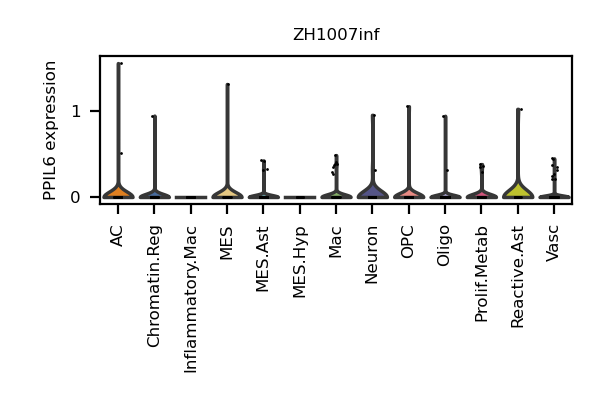 ZH1007inf
PPIL6 expression
1
0
AC
Chromatin.Reg
Inflammatory.Mac
MES
MES.Ast
MES.Hyp
Mac
Neuron
OPC
Oligo
Prolif.Metab
Reactive.Ast
Vasc